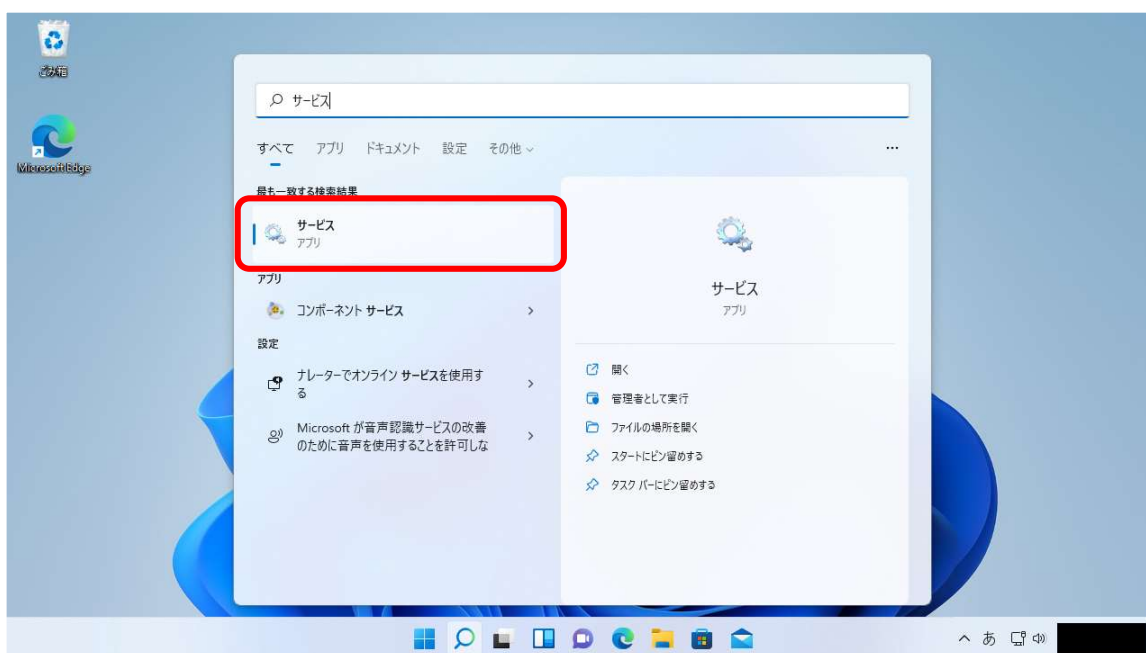 ごみ箱
Microsoft Edge
サービス
すべて アプリ ドキュメント 設定 その他
最も一致する検索結果
サービス
アプリ
アプリ
コンポーネント サービス
設定
ナレーターでオンライン サービスを使用す
る
Microsoft が音声認識サービスの改善
のために音声を使用することを許可しな
サービス
アプリ
開く
管理者として実行
ファイルの場所を開く
スタートにピン留めする
タスク バーにピン留めする
あ